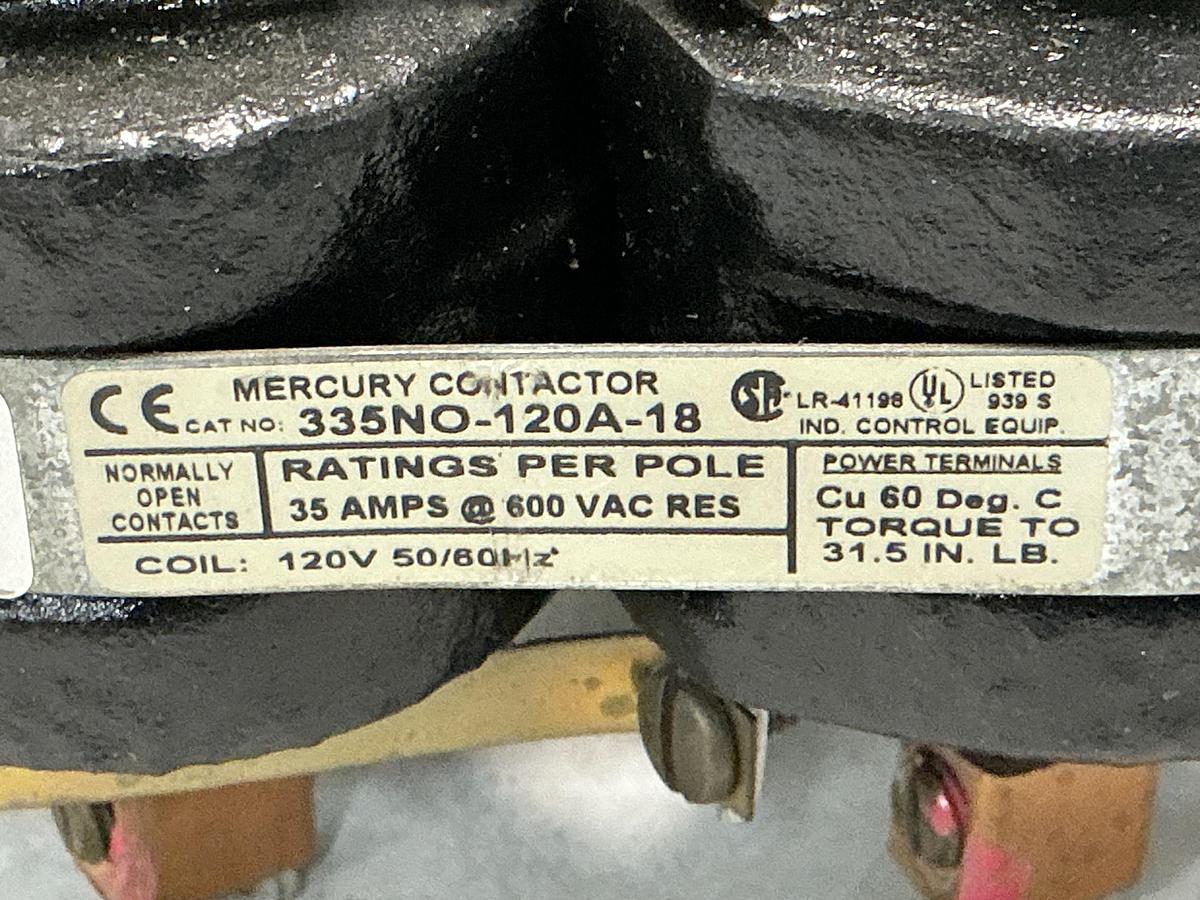 CE MERCURY CONTACTOR
CAT NO: 335NO-120A-18
SA LR-41198 UL LISTED
939 S
IND. CONTROL EQUIP.
NORMALLY
OPEN
CONTACTS
RATINGS PER POLE
35 AMPS @ 600 VAC RES
COIL: 120V 50/60Hz
POWER TERMINALS
Cu 60 Deg. C
TORQUE TO
31.5 IN. LB.